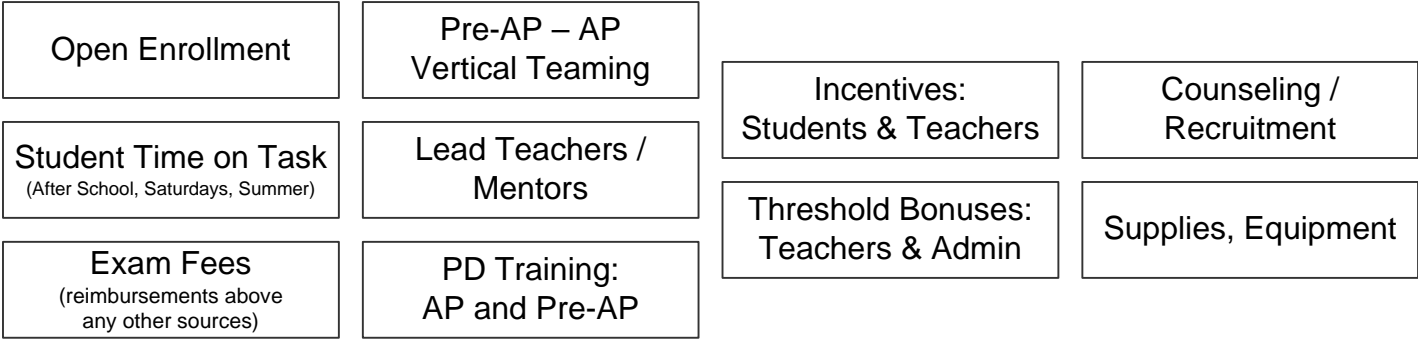 Open Enrollment
Student Time on Task
(After School, Saturdays, Summer)
Exam Fees
(reimbursements above
any other sources)
Pre-AP – AP
Vertical Teaming
Lead Teachers /
Mentors
PD Training:
AP and Pre-AP
Incentives:
Students & Teachers
Threshold Bonuses:
Teachers & Admin
Counseling /
Recruitment
Supplies, Equipment